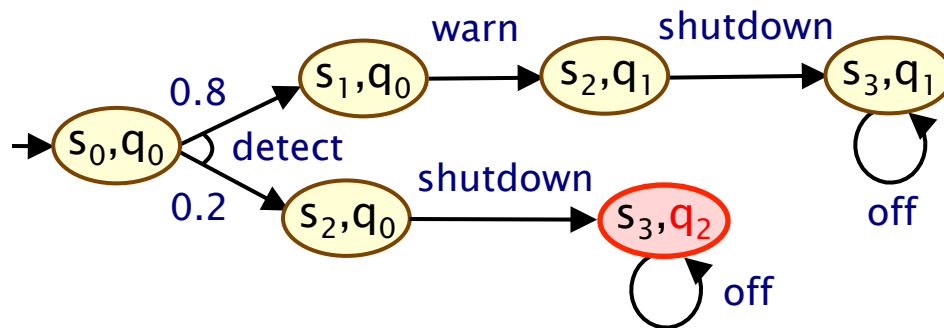 warn
shutdown
s₁,q₀
s₂,q₁
s₃,q₁
0.8
s₀,q₀
detect
0.2
shutdown
off
s₂,q₀
s₃,q₂
off